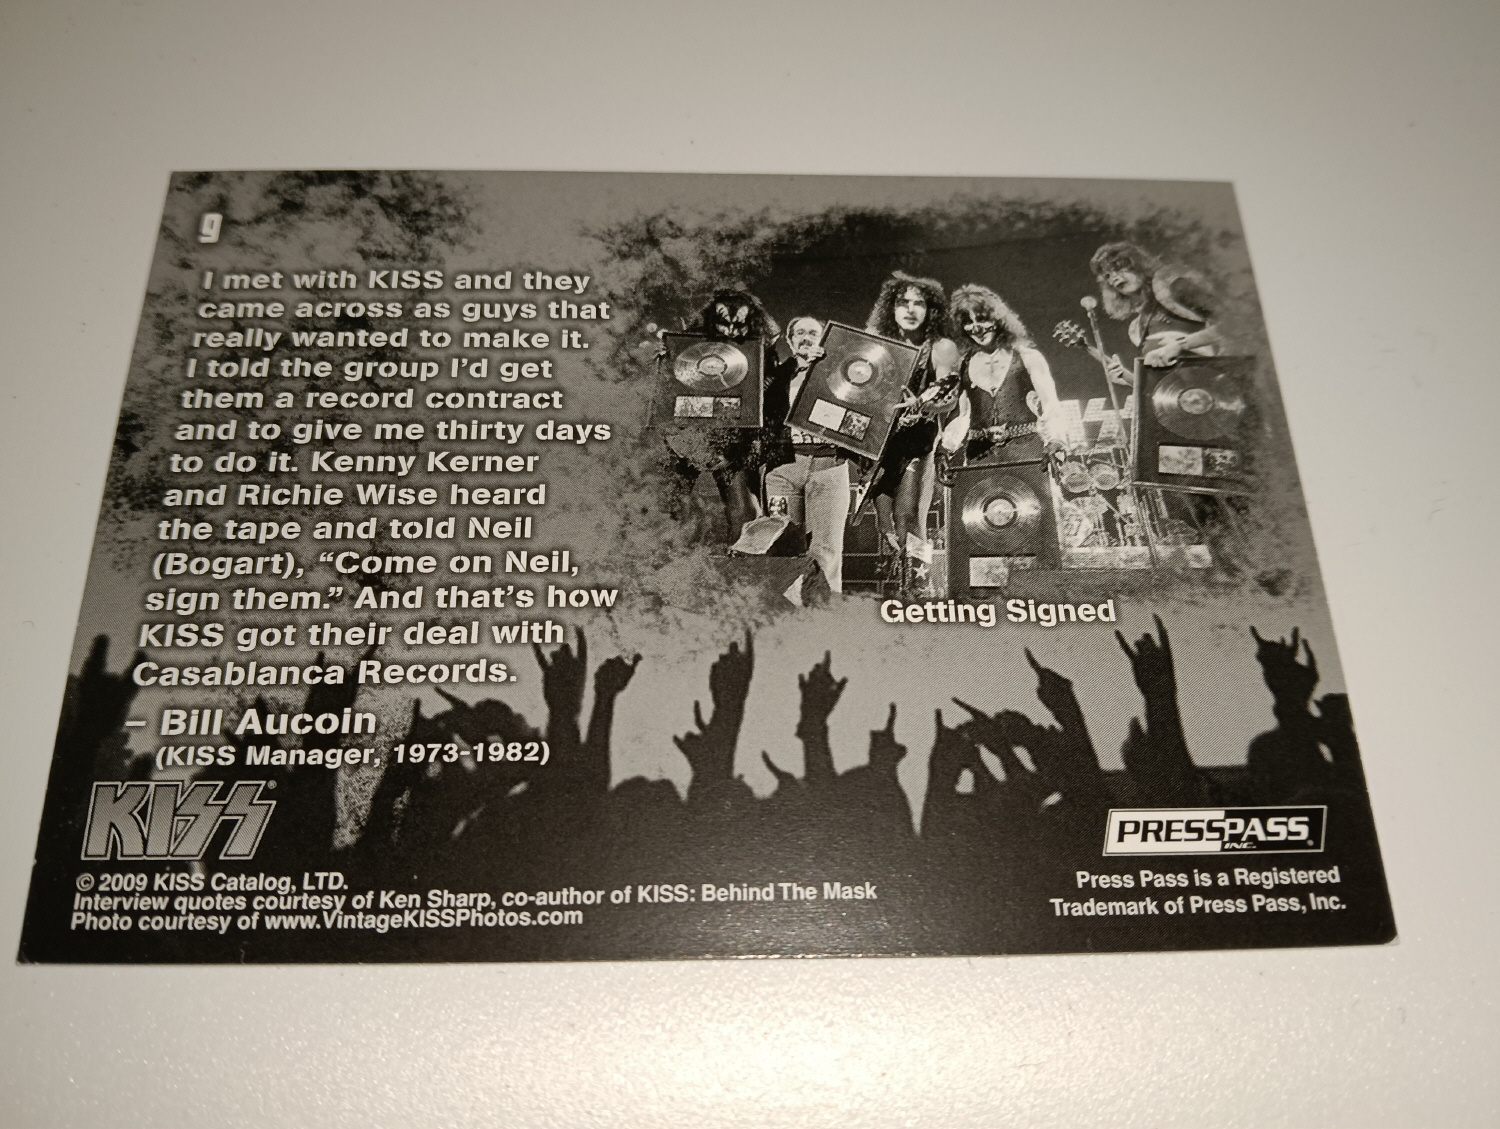 9
I met with KISS and they
came across as guys that
really wanted to make it.
I told the group I'd get
them a record contract
and to give me thirty days
to do it. Kenny Kerner
and Richie Wise heard
the tape and told Neil
(Bogart), “Come on Neil,
sign them.” And that's how
KISS got their deal with
Casablanca Records.
– Bill Aucoin
(KISS Manager, 1973-1982)
Getting Signed
KISS®
© 2009 KISS Catalog, LTD.
Interview quotes courtesy of Ken Sharp, co-author of KISS: Behind The Mask
Photo courtesy of www.VintageKISSPhotos.com
PRESSPASS
INC.®
Press Pass is a Registered
Trademark of Press Pass, Inc.